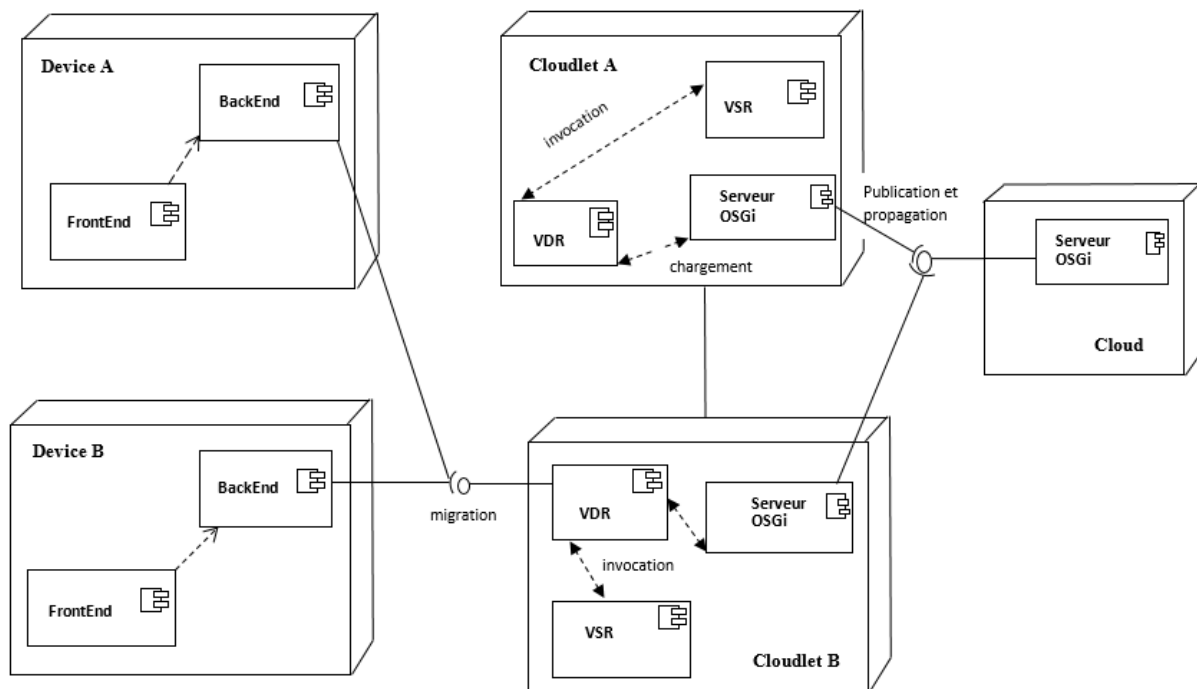 Device A
BackEnd
FrontEnd
Cloudlet A
VSR
invocation
Serveur
OSGi
VDR
chargement
Publication et
propagation
Serveur
OSGi
Cloud
Device B
BackEnd
FrontEnd
migration
VDR
Serveur
OSGi
invocation
VSR
Cloudlet B